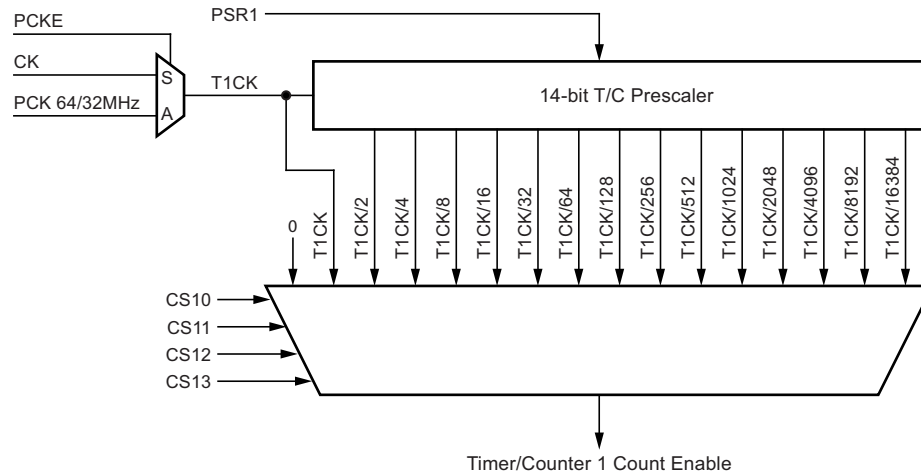 PSR1
PCKE
CK
S
T1CK
PCK 64/32MHz
A
14-bit T/C Prescaler
0
T1CK
T1CK/2
T1CK/4
T1CK/8
T1CK/16
T1CK/32
T1CK/64
T1CK/128
T1CK/256
T1CK/512
T1CK/1024
T1CK/2048
T1CK/4096
T1CK/8192
T1CK/16384
CS10
CS11
CS12
CS13
Timer/Counter 1 Count Enable